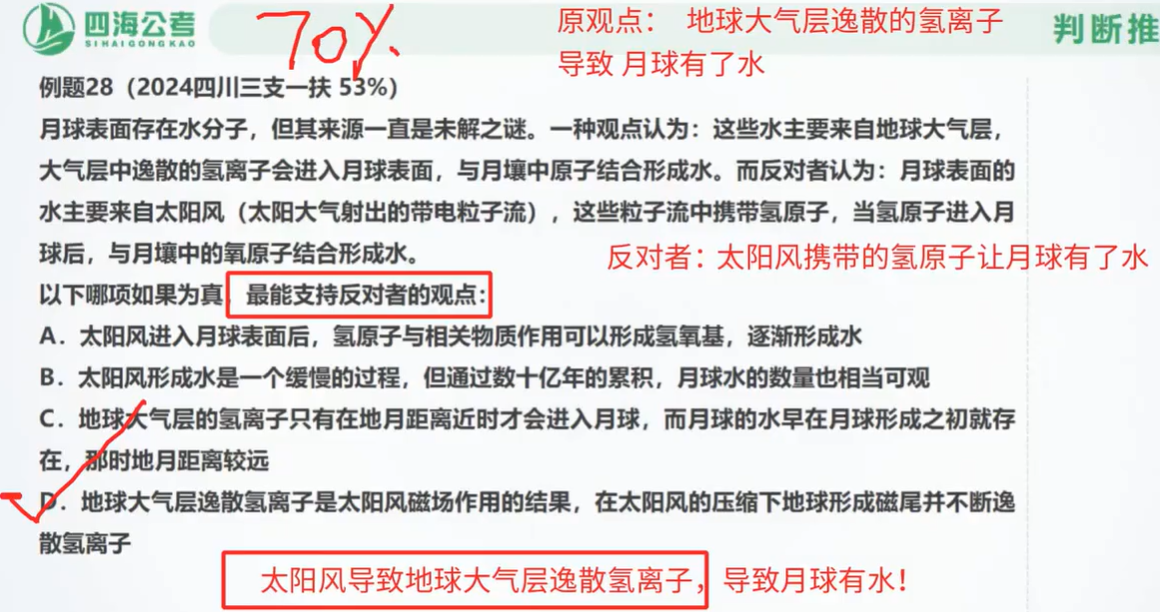 四海公考
SIHAIGONGKAO
70%
原观点： 地球大气层逸散的氢离子
导致 月球有了水
判断推
例题28（2024四川三支一扶 53%）
月球表面存在水分子，但其来源一直是未解之谜。一种观点认为：这些水主要来自地球大气层，
大气层中逸散的氢离子会进入月球表面，与月壤中原子结合形成水。而反对者认为：月球表面的
水主要来自太阳风（太阳大气射出的带电粒子流），这些粒子流中携带氢原子，当氢原子进入月
球后，与月壤中的氧原子结合形成水。
反对者：太阳风携带的氢原子让月球有了水
以下哪项如果为真，最能支持反对者的观点：
A．太阳风进入月球表面后，氢原子与相关物质作用可以形成氢氧基，逐渐形成水
B．太阳风形成水是一个缓慢的过程，但通过数十亿年的累积，月球水的数量也相当可观
C．地球大气层的氢离子只有在地月距离近时才会进入月球，而月球的水早在月球形成之初就存
在，那时地月距离较远
D．地球大气层逸散氢离子是太阳风磁场作用的结果，在太阳风的压缩下地球形成磁尾并不断逸
散氢离子
太阳风导致地球大气层逸散氢离子，导致月球有水！